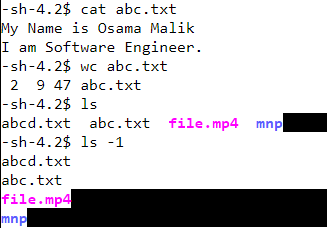 -sh-4.2$ cat abc.txt
My Name is Osama Malik
I am Software Engineer.
-sh-4.2$ wc abc.txt
 2  9 47 abc.txt
-sh-4.2$ ls
abcd.txt  abc.txt  file.mp4  mnp
-sh-4.2$ ls -1
abcd.txt
abc.txt
file.mp4
mnp